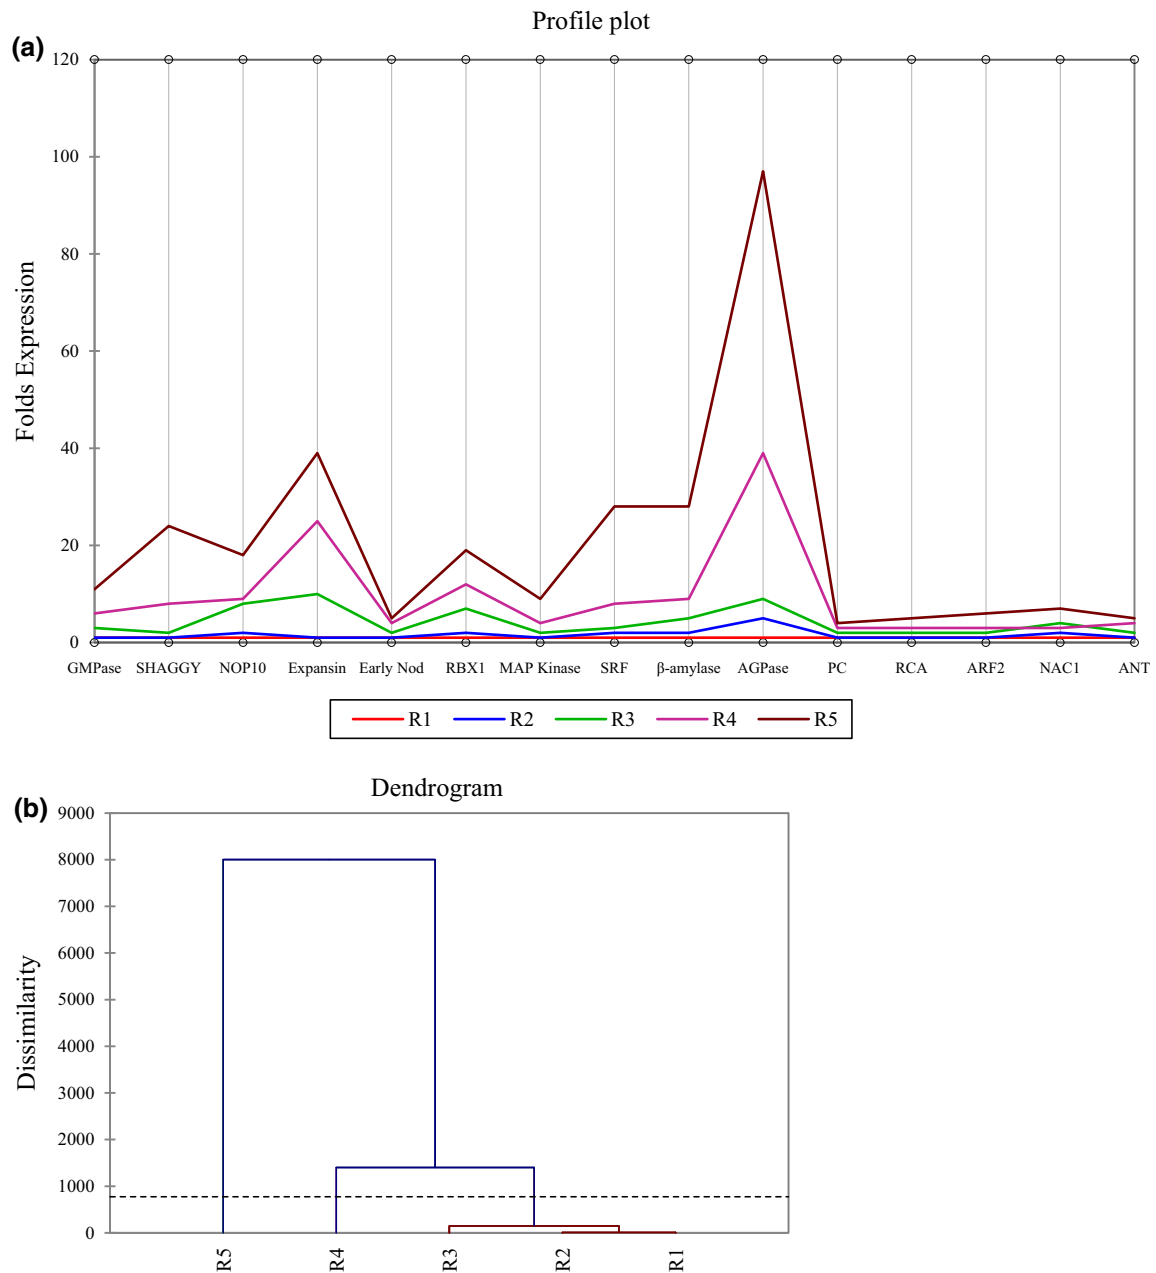 Profile plot
(a)
120
100
80
60
40
20
0
Folds Expression
GMPase SHAGGY NOP10 Expansin Early Nod RBX1 MAP Kinase SRF β-amylase AGPase PC RCA ARF2 NAC1 ANT
R1 R2 R3 R4 R5
Dendrogram
(b)
9000
8000
7000
6000
5000
4000
3000
2000
1000
0
Dissimilarity
R5 R4 R3 R2 R1